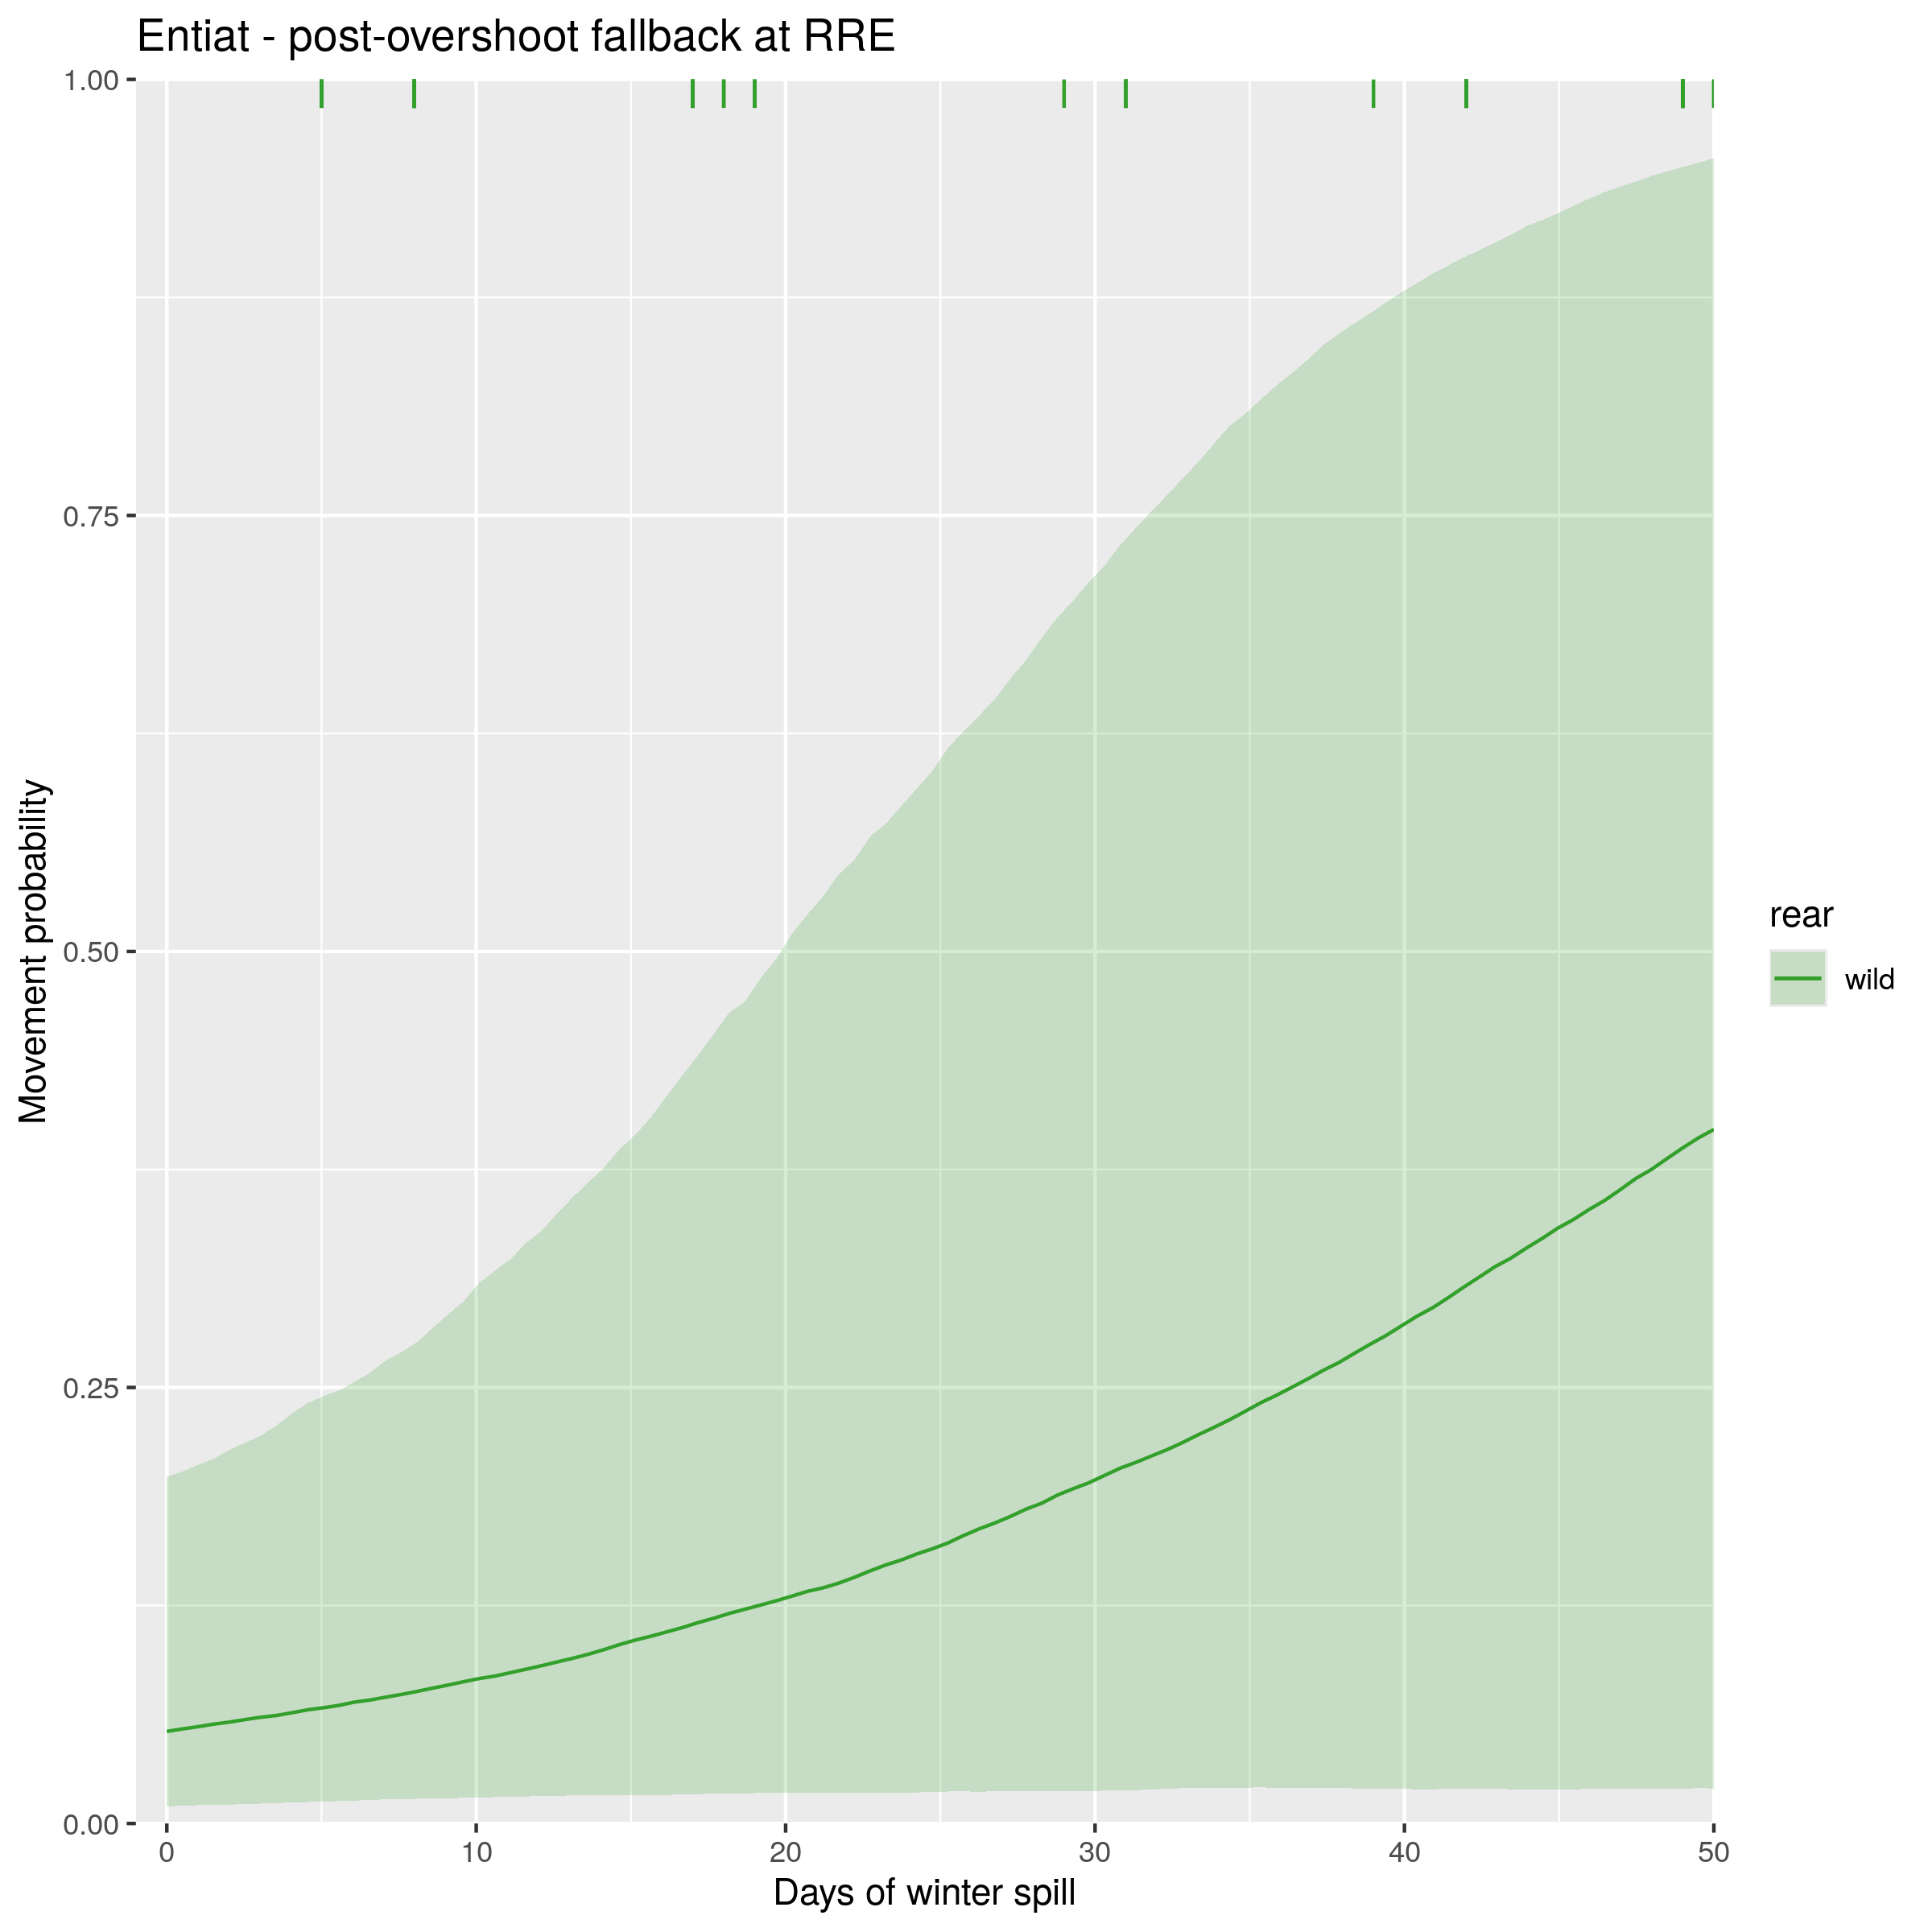 Entiat - post-overshoot fallback at RRE
1.00
0.75
0.50
0.25
0.00
Movement probability
0 10 20 30 40 50
Days of winter spill
rear
wild